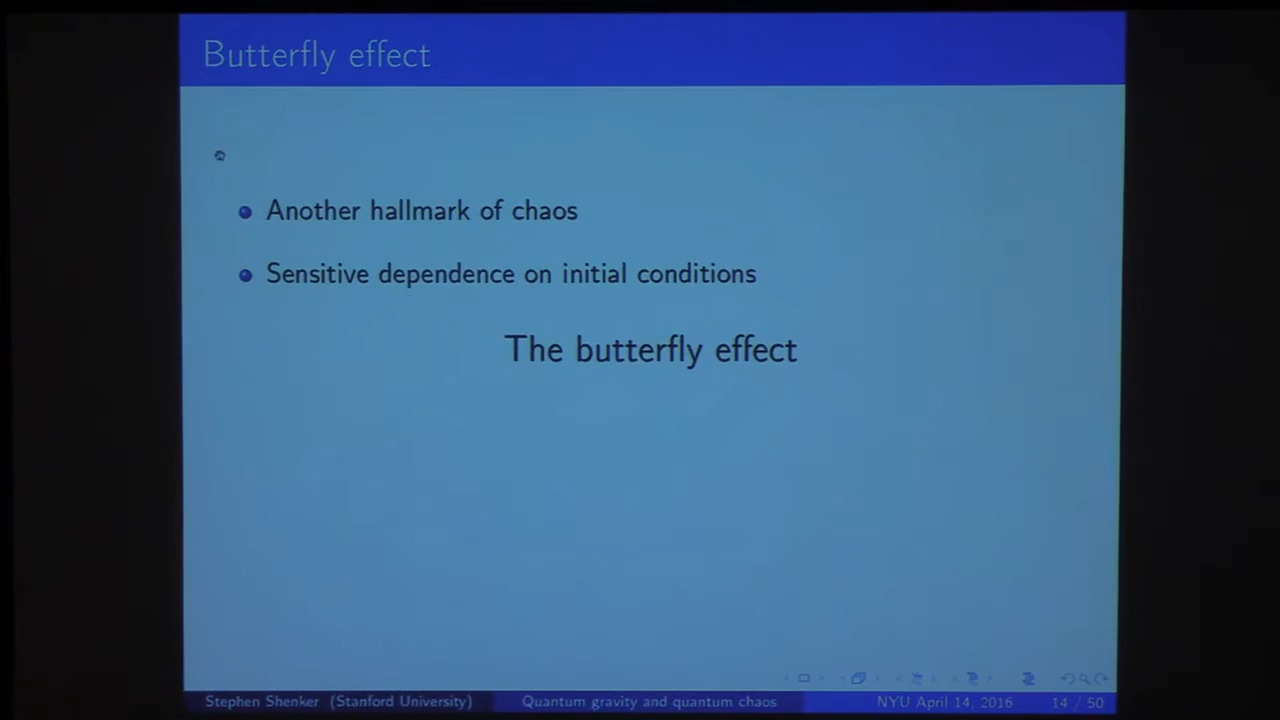 Butterfly effect
Another hallmark of chaos
Sensitive dependence on initial conditions
The butterfly effect
Stephen Shenker (Stanford University) Quantum gravity and quantum chaos NYU April 14, 2016 14 / 50